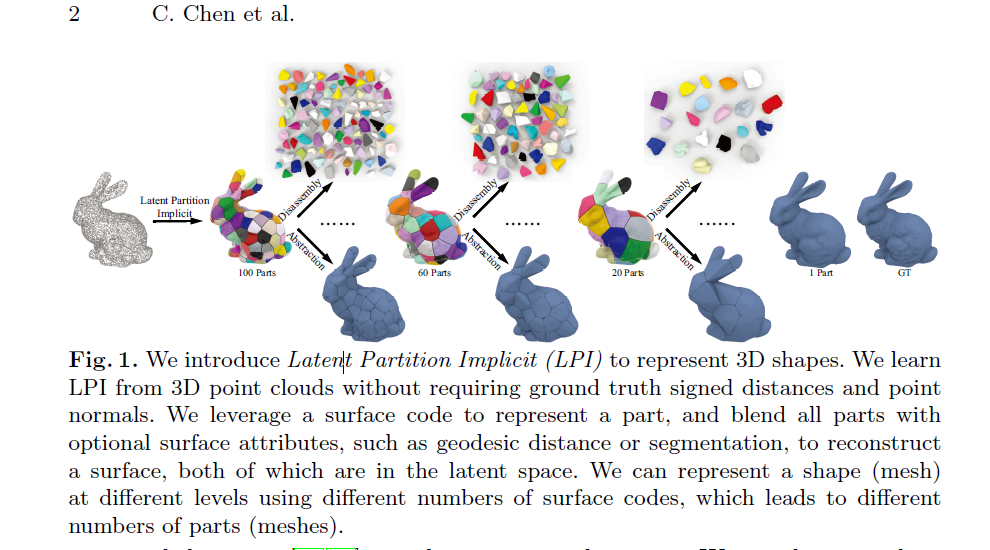 2 C. Chen et al.
Latent Partition
Implicit
Disassembly
Abstraction
......
100 Parts
Disassembly
Abstraction
......
60 Parts
Disassembly
Abstraction
......
20 Parts
1 Part
GT
Fig. 1. We introduce Latent Partition Implicit (LPI) to represent 3D shapes. We learn
LPI from 3D point clouds without requiring ground truth signed distances and point
normals. We leverage a surface code to represent a part, and blend all parts with
optional surface attributes, such as geodesic distance or segmentation, to reconstruct
a surface, both of which are in the latent space. We can represent a shape (mesh)
at different levels using different numbers of surface codes, which leads to different
numbers of parts (meshes).